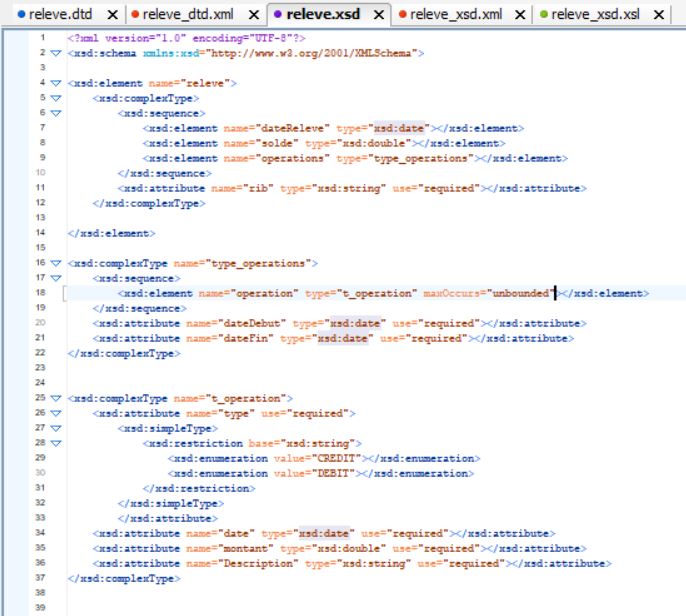 releve.dtd releve_dtd.xml releve.xsd releve_xsd.xml releve_xsd.xsl
1 <?xml version="1.0" encoding="UTF-8"?>
2 <xsd:schema xmlns:xsd="http://www.w3.org/2001/XMLSchema">
3
4 <xsd:element name="releve">
5 <xsd:complexType>
6 <xsd:sequence>
7 <xsd:element name="dateReleve" type="xsd:date"></xsd:element>
8 <xsd:element name="solde" type="xsd:double"></xsd:element>
9 <xsd:element name="operations" type="type_operations"></xsd:element>
10 </xsd:sequence>
11 <xsd:attribute name="rib" type="xsd:string" use="required"></xsd:attribute>
12 </xsd:complexType>
13
14 </xsd:element>
15
16 <xsd:complexType name="type_operations">
17 <xsd:sequence>
18 <xsd:element name="operation" type="t_operation" maxOccurs="unbounded"></xsd:element>
19 </xsd:sequence>
20 <xsd:attribute name="dateDebut" type="xsd:date" use="required"></xsd:attribute>
21 <xsd:attribute name="dateFin" type="xsd:date" use="required"></xsd:attribute>
22 </xsd:complexType>
23
24
25 <xsd:complexType name="t_operation">
26 <xsd:attribute name="type" use="required">
27 <xsd:simpleType>
28 <xsd:restriction base="xsd:string">
29 <xsd:enumeration value="CREDIT"></xsd:enumeration>
30 <xsd:enumeration value="DEBIT"></xsd:enumeration>
31 </xsd:restriction>
32 </xsd:simpleType>
33 </xsd:attribute>
34 <xsd:attribute name="date" type="xsd:date" use="required"></xsd:attribute>
35 <xsd:attribute name="montant" type="xsd:double" use="required"></xsd:attribute>
36 <xsd:attribute name="Description" type="xsd:string" use="required"></xsd:attribute>
37 </xsd:complexType>
38
39